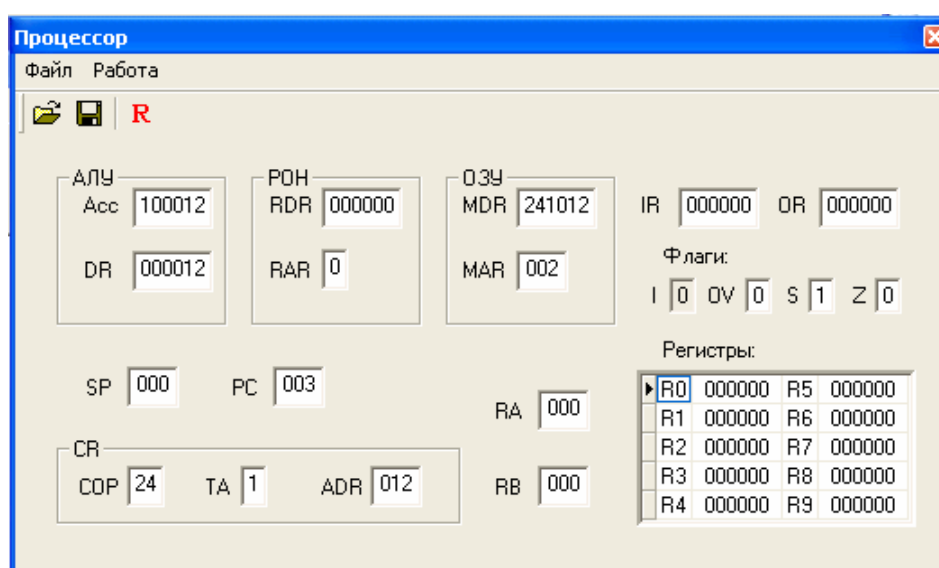 Процессор
Файл Работа
R
АЛУ РОН ОЗУ
Acc 100012 RDR 000000 MDR 241012 IR 000000 OR 000000
Флаги:
DR 000012 RAR 0 MAR 002
I 0 OV 0 S 1 Z 0
Регистры:
SP 000 PC 003
R0 000000 R5 000000
RA 000
R1 000000 R6 000000
CR
R2 000000 R7 000000
COP 24 TA 1 ADR 012 RB 000
R3 000000 R8 000000
R4 000000 R9 000000